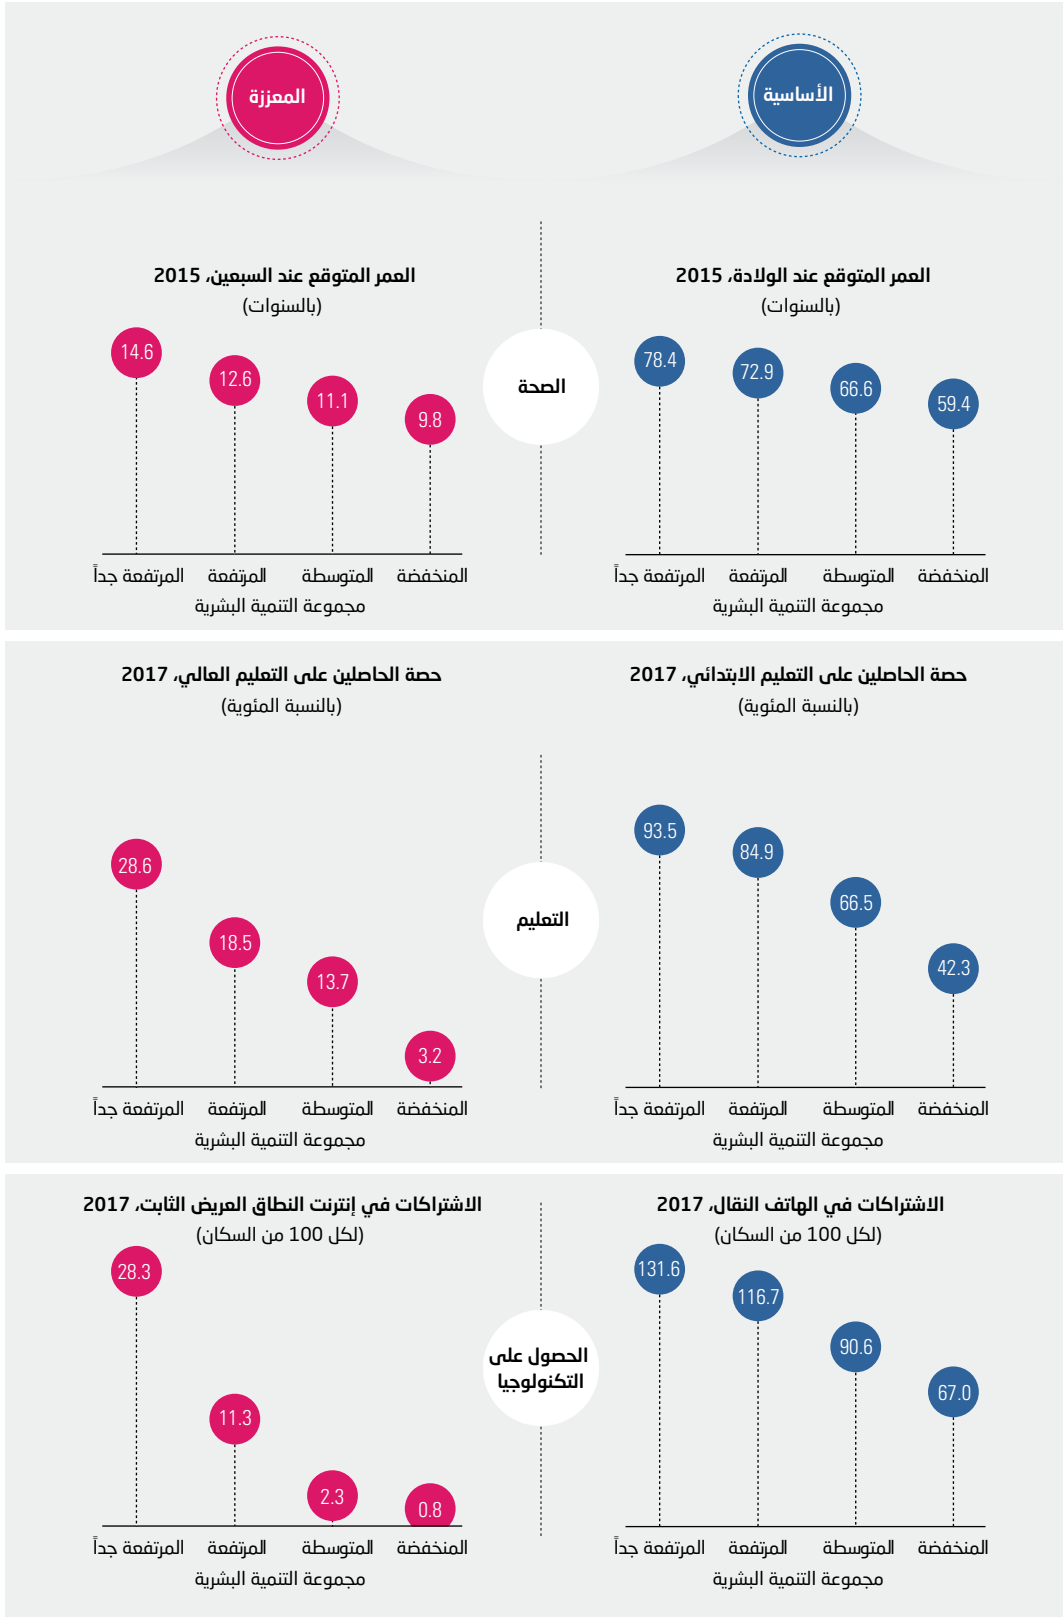 الأساسية
المعززة
العمر المتوقع عند الولادة، 2015
(بالسنوات)
59.4
66.6
72.9
78.4
المنخفضة
المتوسطة
المرتفعة
المرتفعة جداً
مجموعة التنمية البشرية
الصحة
العمر المتوقع عند السبعين، 2015
(بالسنوات)
9.8
11.1
12.6
14.6
المنخفضة
المتوسطة
المرتفعة
المرتفعة جداً
مجموعة التنمية البشرية
حصة الحاصلين على التعليم الابتدائي، 2017
(بالنسبة المئوية)
42.3
66.5
84.9
93.5
المنخفضة
المتوسطة
المرتفعة
المرتفعة جداً
مجموعة التنمية البشرية
التعليم
حصة الحاصلين على التعليم العالي، 2017
(بالنسبة المئوية)
3.2
13.7
18.5
28.6
المنخفضة
المتوسطة
المرتفعة
المرتفعة جداً
مجموعة التنمية البشرية
الاشتراكات في الهاتف النقال، 2017
(لكل 100 من السكان)
67.0
90.6
116.7
131.6
المنخفضة
المتوسطة
المرتفعة
المرتفعة جداً
مجموعة التنمية البشرية
الحصول على
التكنولوجيا
الاشتراكات في إنترنت النطاق العريض الثابت، 2017
(لكل 100 من السكان)
0.8
2.3
11.3
28.3
المنخفضة
المتوسطة
المرتفعة
المرتفعة جداً
مجموعة التنمية البشرية